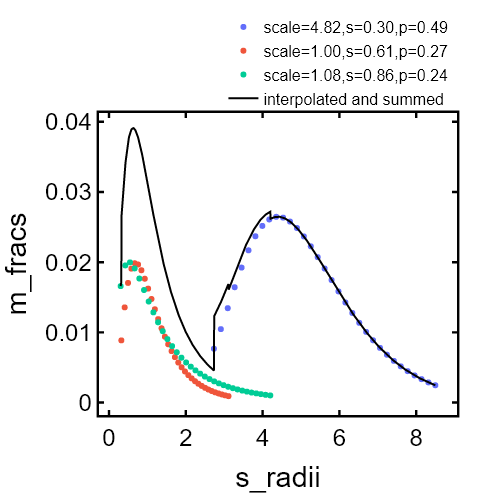 scale=4.82,s=0.30,p=0.49
scale=1.00,s=0.61,p=0.27
scale=1.08,s=0.86,p=0.24
interpolated and summed
0.04
0.03
0.02
0.01
0
m_fracs
0 2 4 6 8
s_radii